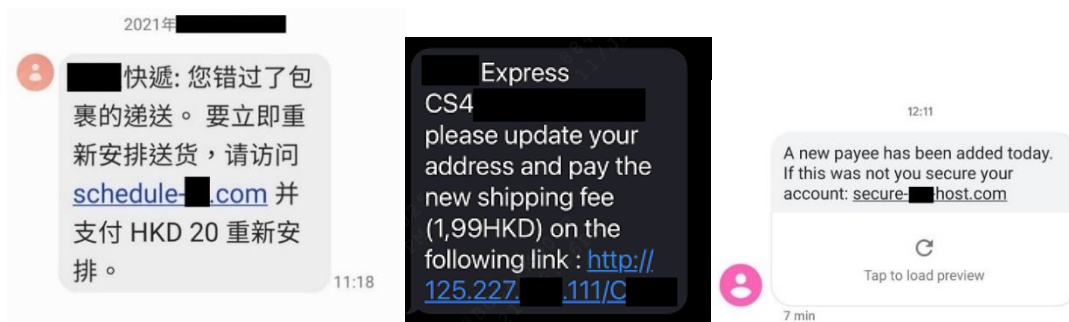 2021年
快遞: 您错过了包
裹的递送。 要立即重
新安排送货，请访问
schedule- .com 并
支付 HKD 20 重新安
排。
11:18
Express
CS4
please update your
address and pay the
new shipping fee
(1,99HKD) on the
following link : http://
125.227. .111/C
12:11
A new payee has been added today.
If this was not you secure your
account: secure- -host.com
Tap to load preview
7 min